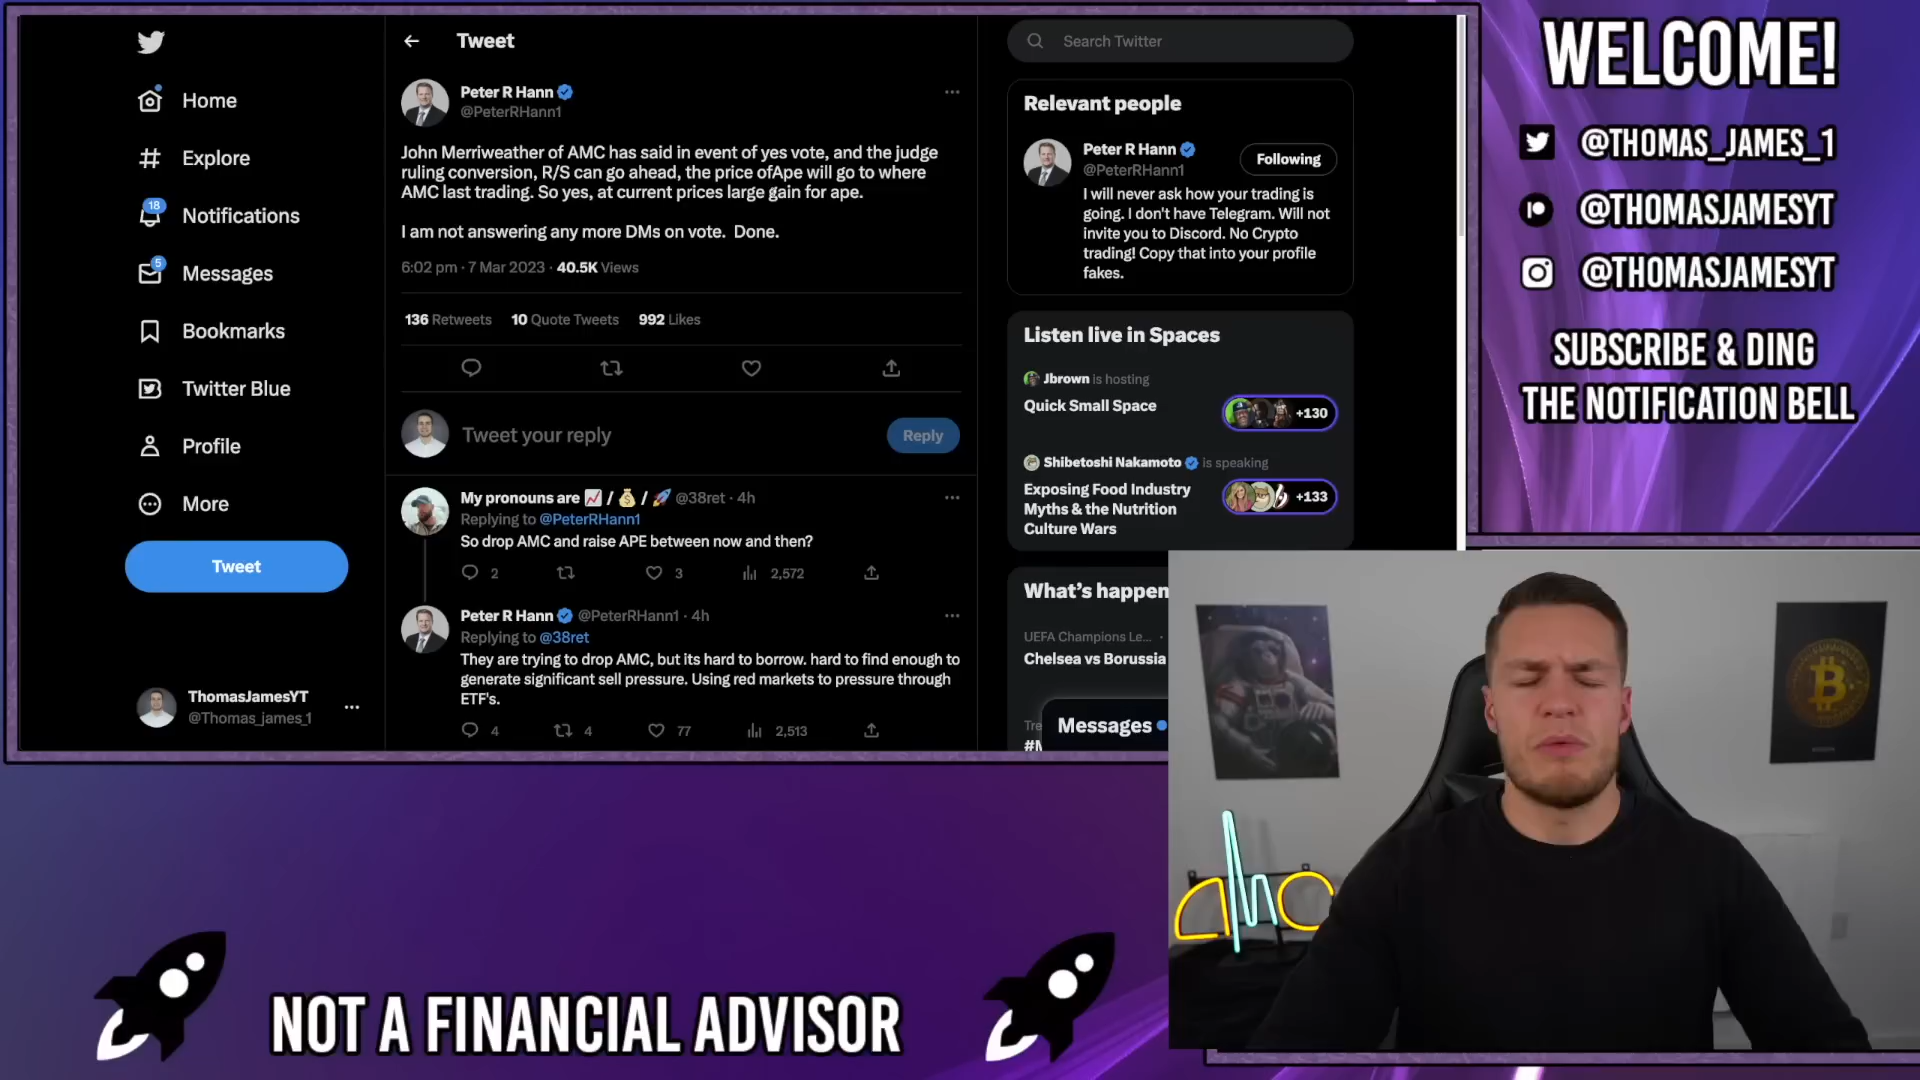 Tweet
Search Twitter
Home
Explore
18
Notifications
5
Messages
Bookmarks
Twitter Blue
Profile
More
Tweet
ThomasJamesYT
@Thomas_james_1
Peter R Hann
@PeterRHann1
John Merriweather of AMC has said in event of yes vote, and the judge
ruling conversion, R/S can go ahead, the price ofApe will go to where
AMC last trading. So yes, at current prices large gain for ape.
I am not answering any more DMs on vote. Done.
6:02 pm · 7 Mar 2023 · 40.5K Views
136 Retweets 10 Quote Tweets 992 Likes
Tweet your reply
Reply
My pronouns are 📈 / 💰 / 🚀 @38ret · 4h
Replying to @PeterRHann1
So drop AMC and raise APE between now and then?
2 3 2,572
Peter R Hann @PeterRHann1 · 4h
Replying to @38ret
They are trying to drop AMC, but its hard to borrow. hard to find enough to
generate significant sell pressure. Using red markets to pressure through
ETF's.
4 4 77 2,513
Relevant people
Peter R Hann
@PeterRHann1
Following
I will never ask how your trading is
going. I don't have Telegram. Will not
invite you to Discord. No Crypto
trading! Copy that into your profile
fakes.
Listen live in Spaces
Jbrown is hosting
Quick Small Space
+130
Shibetoshi Nakamoto is speaking
Exposing Food Industry
Myths & the Nutrition
Culture Wars
+133
What's happen
UEFA Champions Le... ·
Chelsea vs Borussia
Tre
#M
Messages
WELCOME!
@THOMAS_JAMES_1
@THOMASJAMESYT
@THOMASJAMESYT
SUBSCRIBE & DING
THE NOTIFICATION BELL
amc
NOT A FINANCIAL ADVISOR